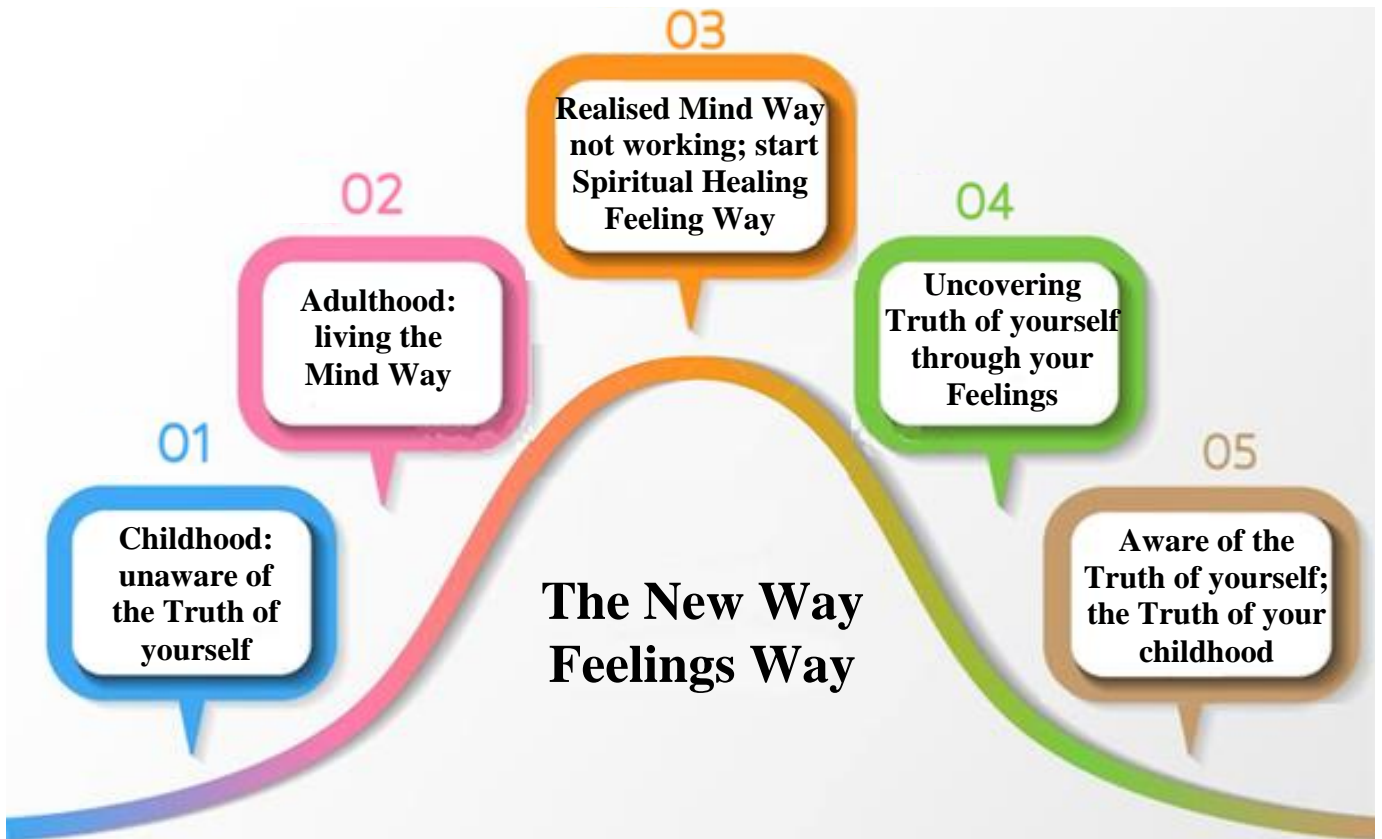 01
Childhood:
unaware of
the Truth of
yourself
02
Adulthood:
living the
Mind Way
03
Realised Mind Way
not working; start
Spiritual Healing
Feeling Way
04
Uncovering
Truth of yourself
through your
Feelings
05
Aware of the
Truth of yourself;
the Truth of your
childhood
The New Way
Feelings Way